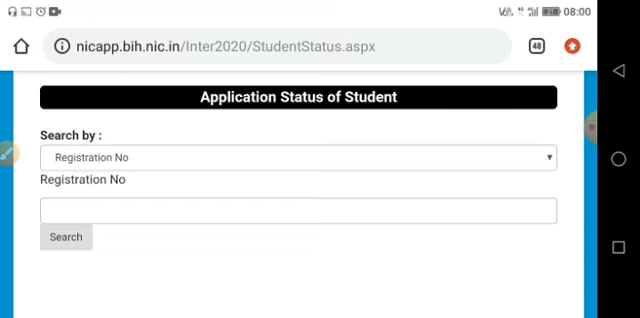 08:00
nicapp.bih.nic.in/Inter2020/StudentStatus.aspx
48
Application Status of Student
Search by :
Registration No
Registration No
Search